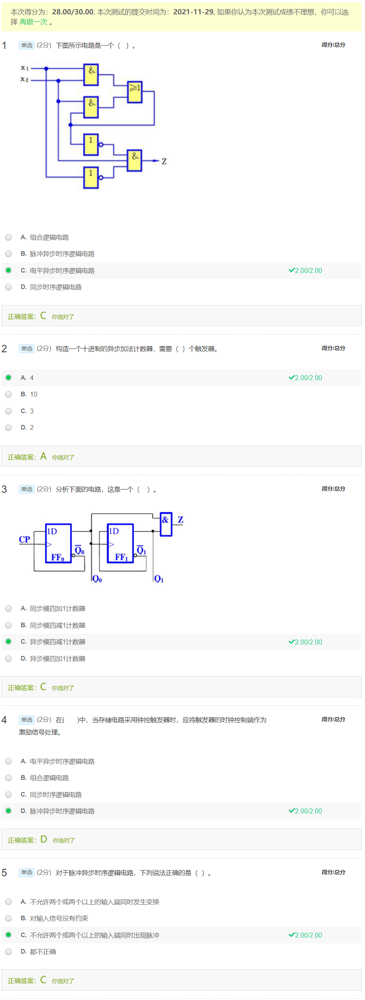 本次得分为：28.00/30.00, 本次测试的提交时间为：2021-11-29, 如果你认为本次测试成绩不理想，你可以选
择 再做一次 。
1 单选 (2分) 下图所示电路是一个（ ）。 得分/总分
x1
x2
&
≥1
&
1
&
Z
1
A. 组合逻辑电路
B. 脉冲异步时序逻辑电路
C. 电平异步时序逻辑电路 2.00/2.00
D. 同步时序逻辑电路
正确答案：C 你选对了
2 单选 (2分) 构造一个十进制的异步加法计数器，需要（ ）个触发器。 得分/总分
A. 4 2.00/2.00
B. 10
C. 3
D. 2
正确答案：A 你选对了
3 单选 (2分) 分析下面的电路，这是一个（ ）。 得分/总分
& Z
1D 1D
CP
Q̅0 Q̅1
FF0 FF1
Q0 Q1
A. 同步模四加1计数器
B. 同步模四减1计数器
C. 异步模四减1计数器 2.00/2.00
D. 异步模四加1计数器
正确答案：C 你选对了
4 单选 (2分) 在( )中，当存储电路采用钟控触发器时，应将触发器的时钟控制端作为 得分/总分
激励信号处理。
A. 电平异步时序逻辑电路
B. 组合逻辑电路
C. 同步时序逻辑电路
D. 脉冲异步时序逻辑电路 2.00/2.00
正确答案：D 你选对了
5 单选 (2分) 对于脉冲异步时序逻辑电路，下列说法正确的是（ ）。 得分/总分
A. 不允许两个或两个以上的输入端同时发生变换
B. 对输入信号没有约束
C. 不允许两个或两个以上的输入端同时出现脉冲 2.00/2.00
D. 都不正确
正确答案：C 你选对了